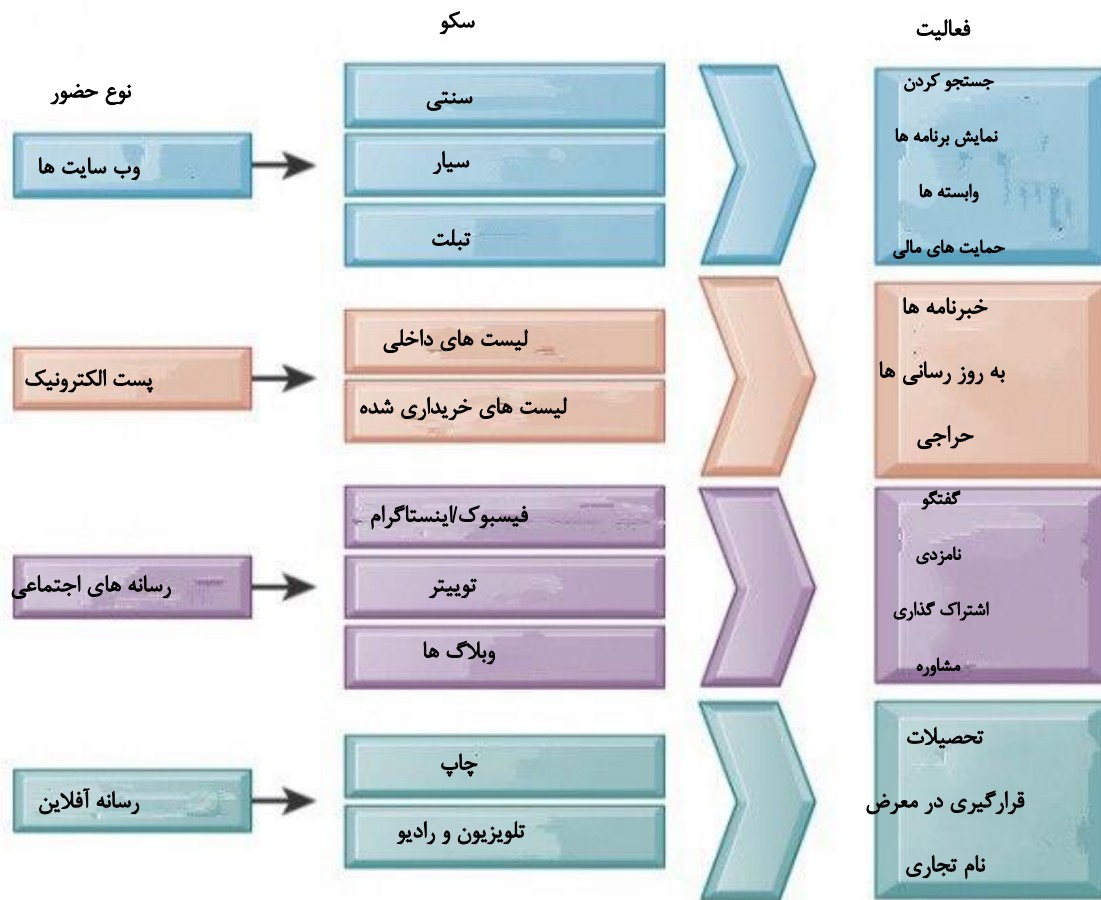 نوع حضور
سکو
فعالیت
وب سایت ها
سنتی
سیار
تبلت
جستجو کردن
نمایش برنامه ها
وابسته ها
حمایت های مالی
پست الکترونیک
لیست های داخلی
لیست های خریداری شده
خبرنامه ها
به روز رسانی ها
حراجی
رسانه های اجتماعی
فیسبوک/اینستاگرام
توییتر
وبلاگ ها
گفتگو
نامزدی
اشتراک گذاری
مشاوره
رسانه آفلاین
چاپ
تلویزیون و رادیو
تحصیلات
قرارگیری در معرض
نام تجاری